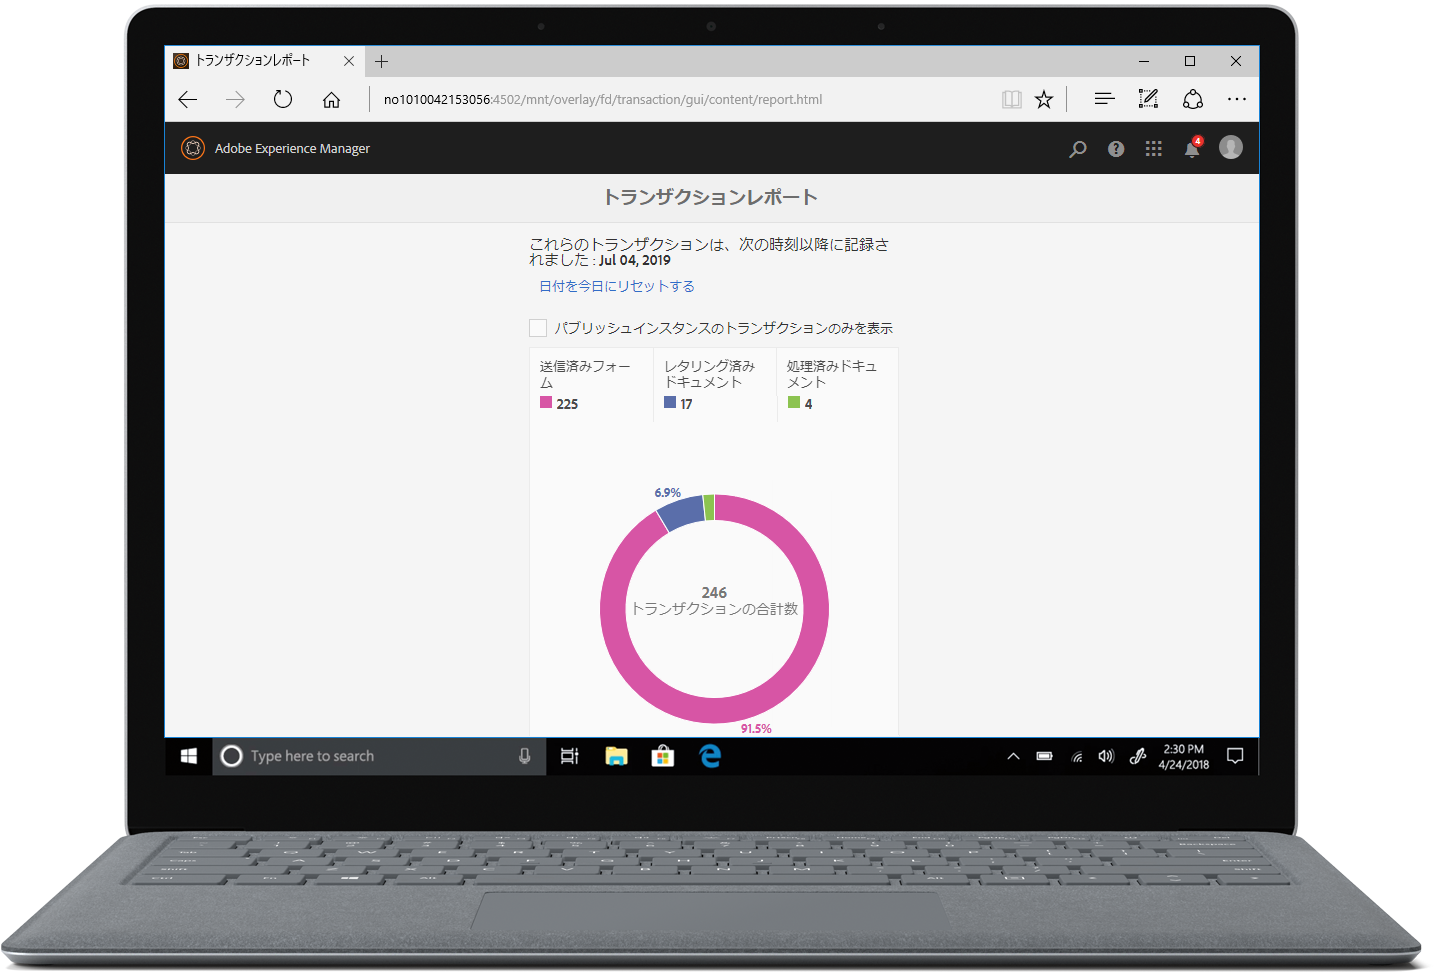 トランザクションレポート
no1010042153056:4502/mnt/overlay/fd/transaction/gui/content/report.html
Adobe Experience Manager
4
トランザクションレポート
これらのトランザクションは、次の時刻以降に記録さ
れました : Jul 04, 2019
日付を今日にリセットする
パブリッシュインスタンスのトランザクションのみを表示
送信済みフォー
ム
225
レタリング済み
ドキュメント
17
処理済みドキュ
メント
4
6.9%
246
トランザクションの合計数
91.5%
Type here to search
2:30 PM
4/24/2018